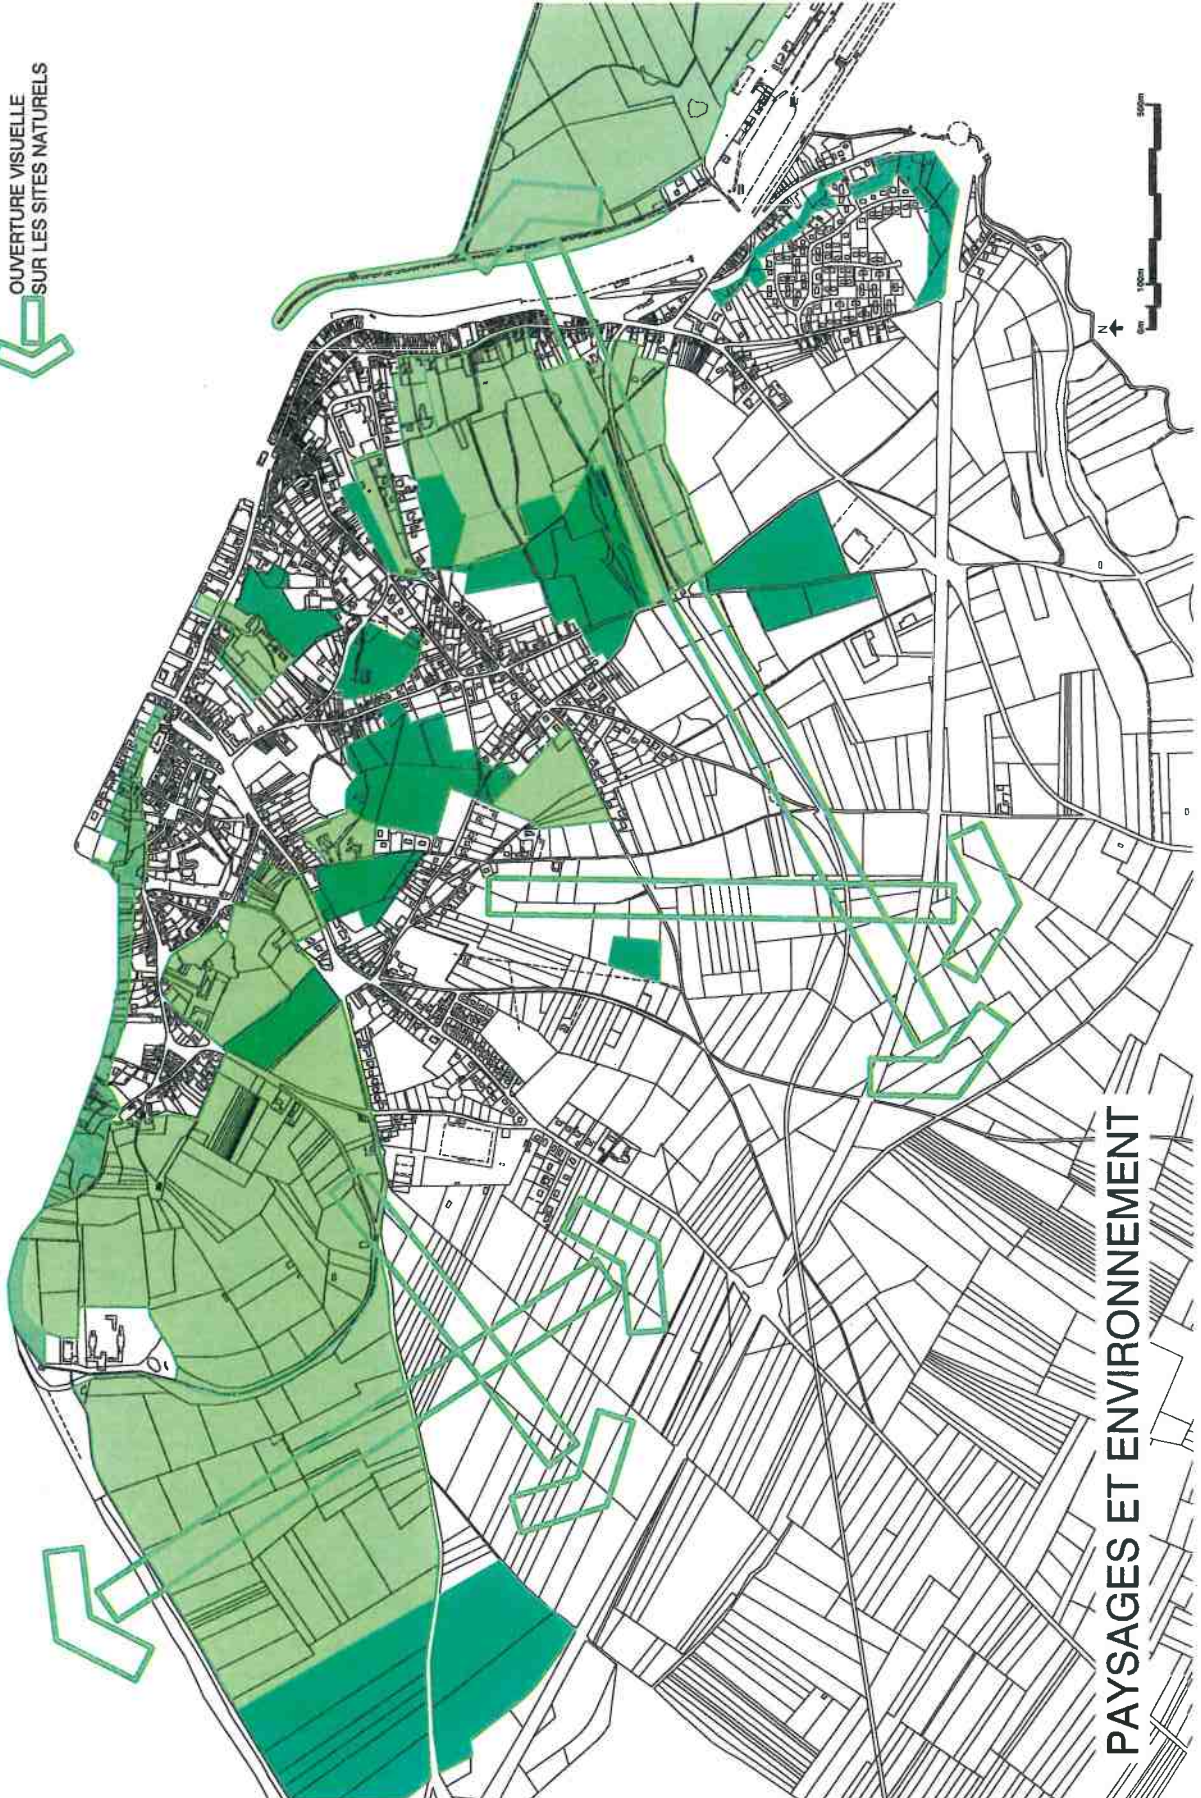 OUVERTURE VISUELLE
SUR LES SITES NATURELS
N
0m 100m 500m
PAYSAGES ET ENVIRONNEMENT